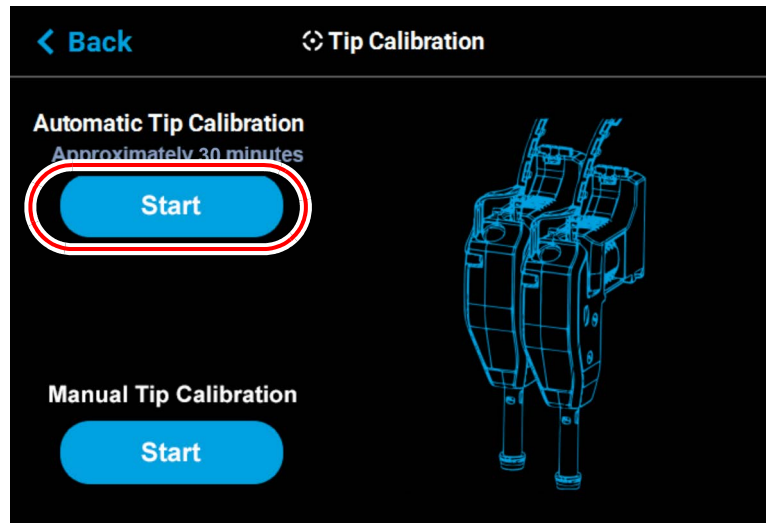 Back
Tip Calibration
Automatic Tip Calibration
Approximately 30 minutes
Start
Manual Tip Calibration
Start